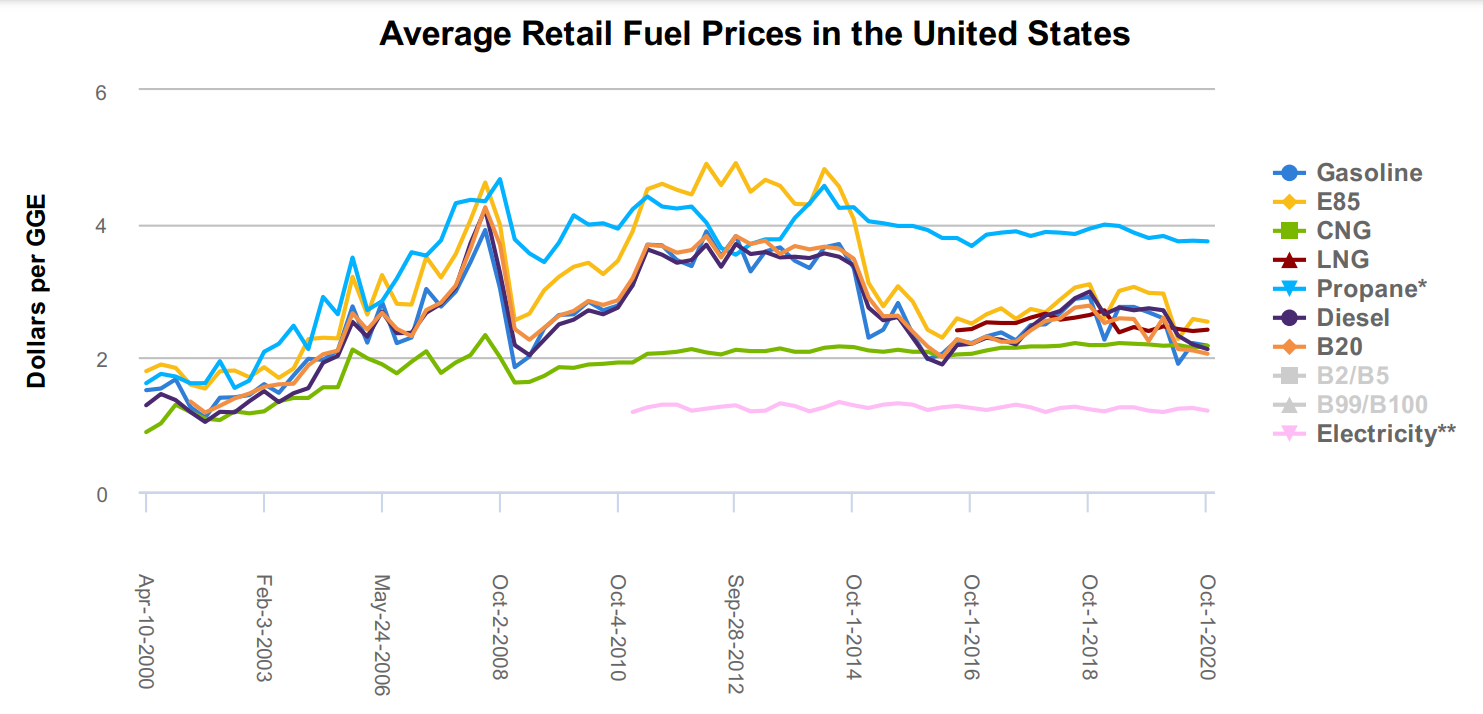 Average Retail Fuel Prices in the United States
Dollars per GGE
6
4
2
0
Apr-10-2000
Feb-3-2003
May-24-2006
Oct-2-2008
Oct-4-2010
Sep-28-2012
Oct-1-2014
Oct-1-2016
Oct-1-2018
Oct-1-2020
Gasoline
E85
CNG
LNG
Propane*
Diesel
B20
B2/B5
B99/B100
Electricity**